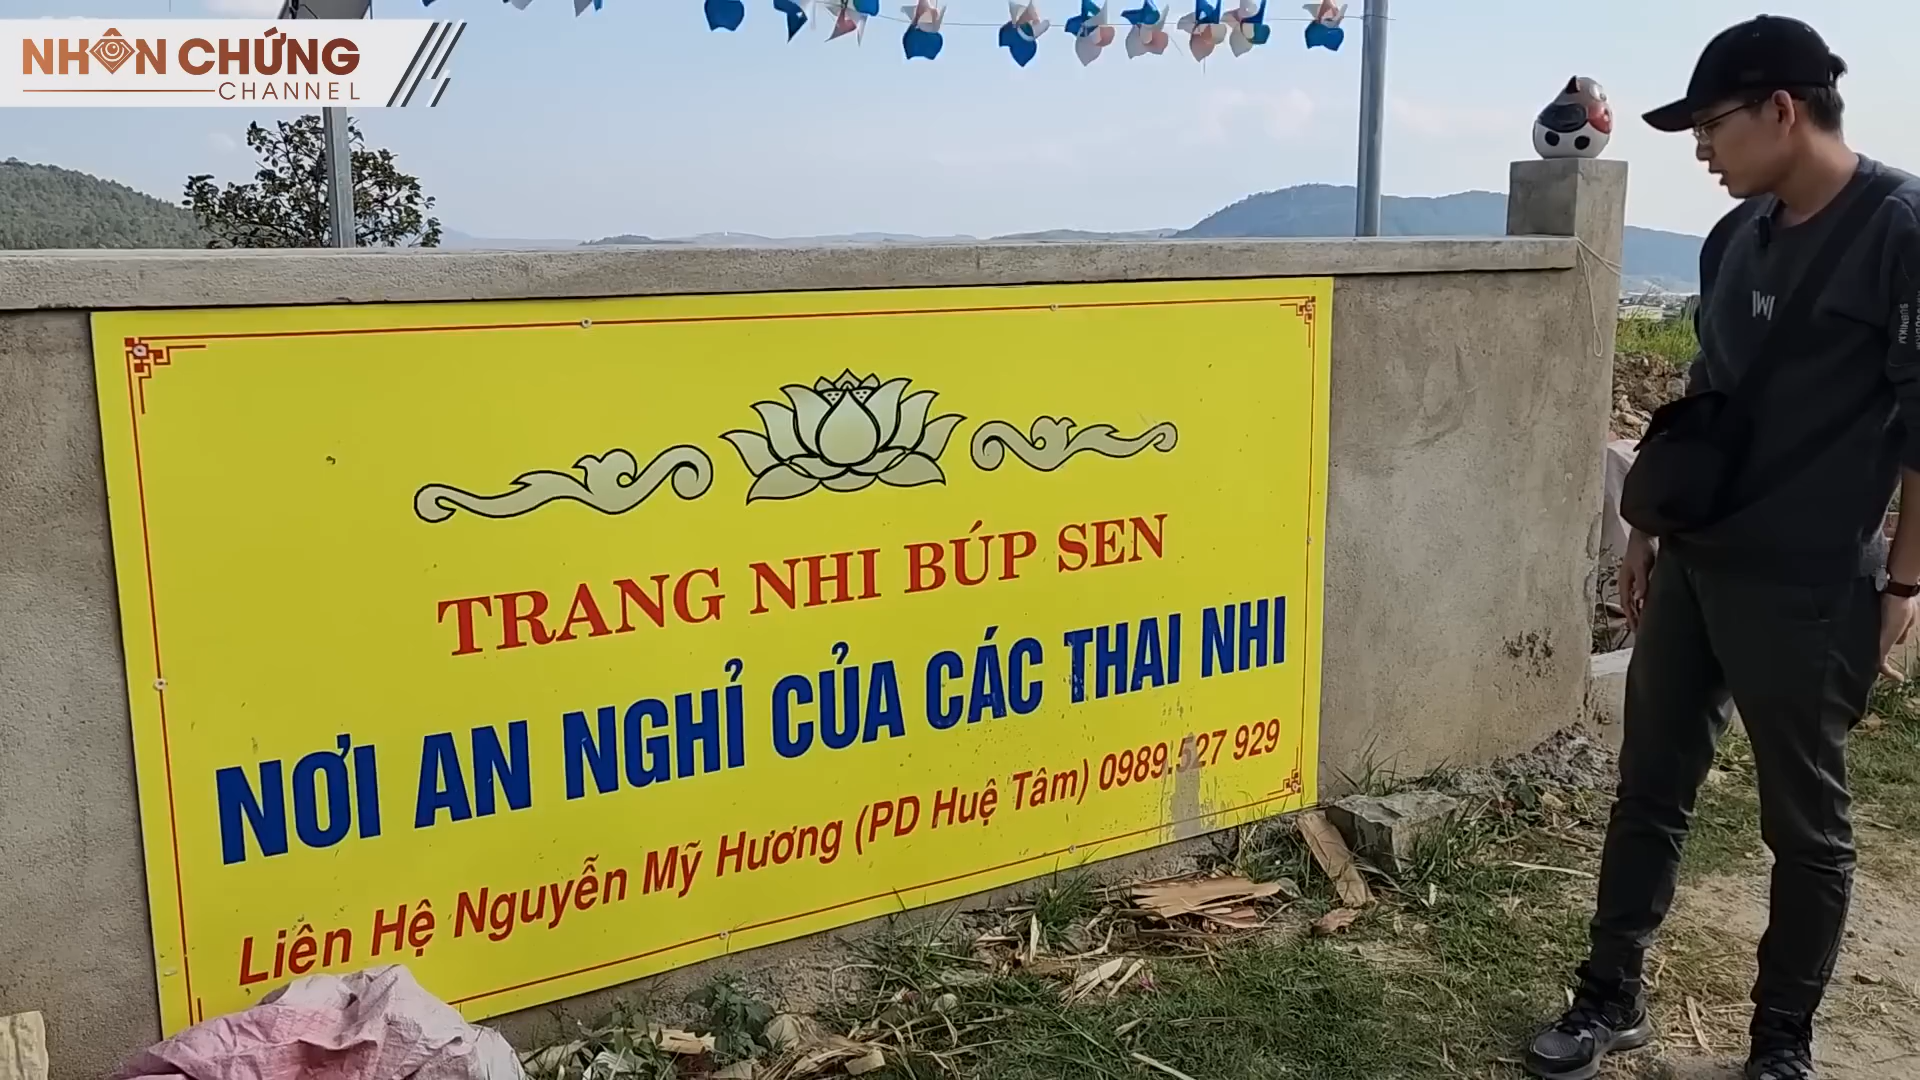 NHÂN CHỨNG
CHANNEL
TRANG NHI BÚP SEN
NƠI AN NGHỈ CỦA CÁC THAI NHI
Liên Hệ Nguyễn Mỹ Hương (PD Huệ Tâm) 0989.527 929